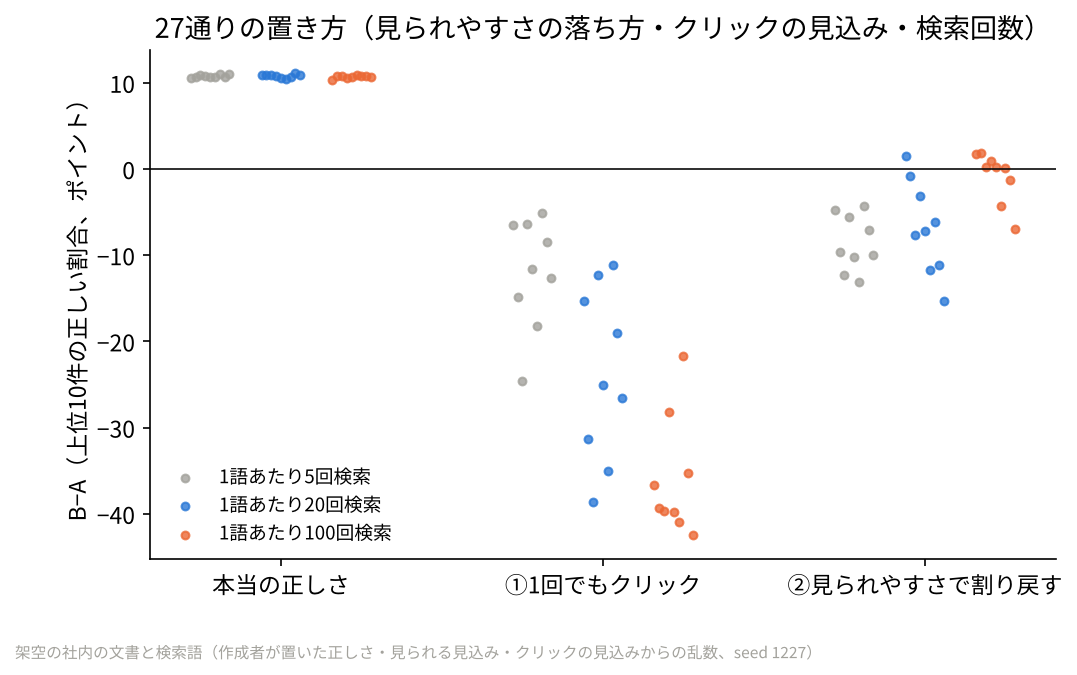 27通りの置き方（見られやすさの落ち方・クリックの見込み・検索回数）
B−A（上位10件の正しい割合、ポイント）
10
0
−10
−20
−30
−40
1語あたり5回検索
1語あたり20回検索
1語あたり100回検索
本当の正しさ
①1回でもクリック
②見られやすさで割り戻す
架空の社内の文書と検索語（作成者が置いた正しさ・見られる見込み・クリックの見込みからの乱数、seed 1227）